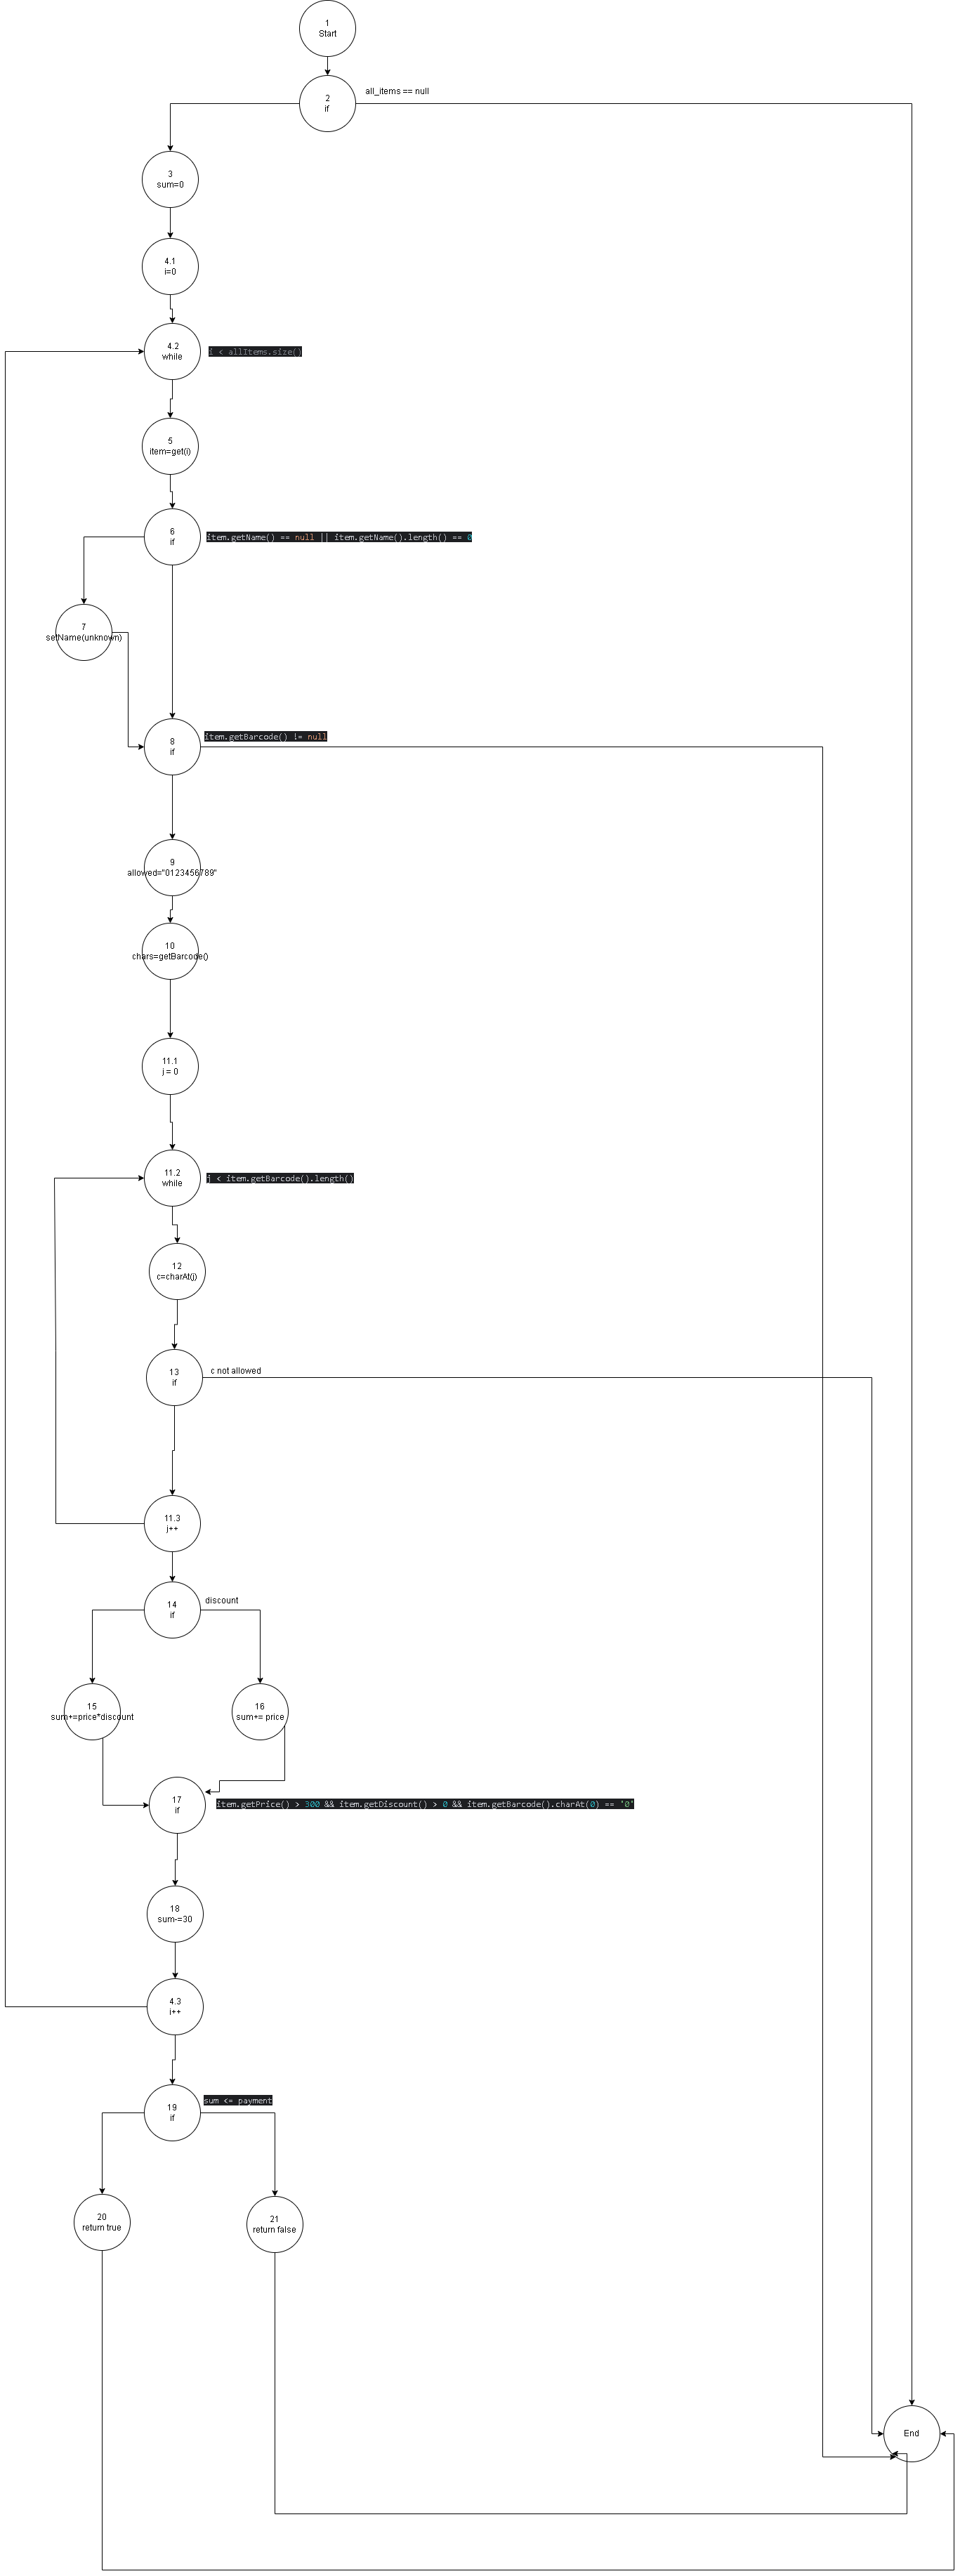 1
Start
2
if
all_items == null
3
sum=0
4.1
i=0
4.2
while
i < allItems.size()
5
item=get(i)
6
if
item.getName() == null || item.getName().length() == 0
7
setName(unknown)
8
if
item.getBarcode() != null
9
allowed="0123456789"
10
chars=getBarcode()
11.1
j = 0
11.2
while
j < item.getBarcode().length()
12
c=charAt(j)
13
if
c not allowed
11.3
j++
14
if
discount
15
sum+=price*discount
16
sum+= price
17
if
item.getPrice() > 300 && item.getDiscount() > 0 && item.getBarcode().charAt(0) == '0'
18
sum-=30
4.3
i++
19
if
sum <= payment
20
return true
21
return false
End